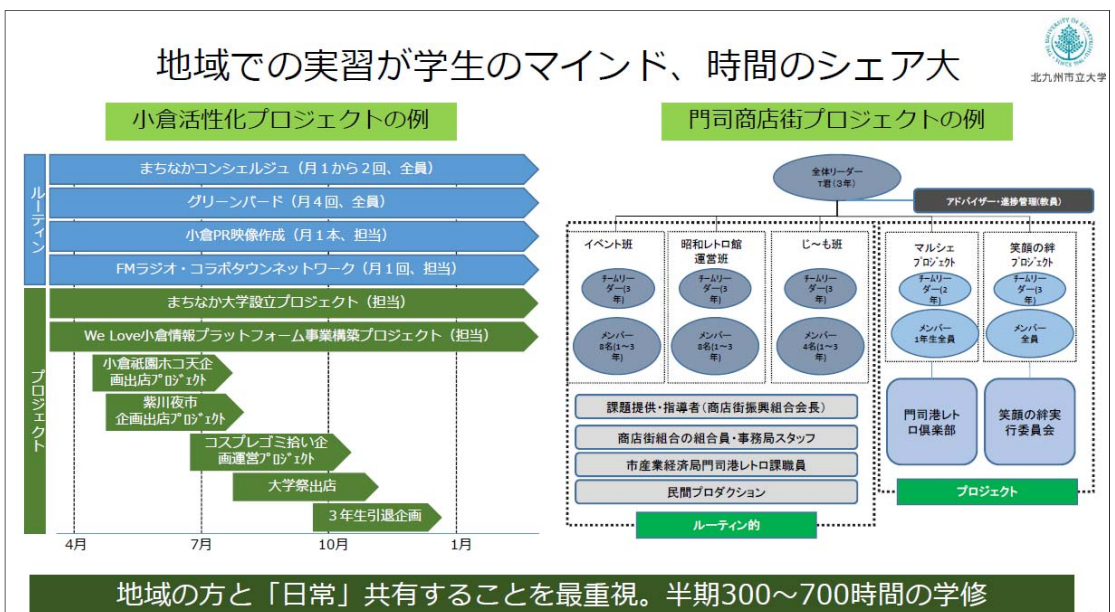 地域での実習が学生のマインド、時間のシェア大
北九州市立大学
小倉活性化プロジェクトの例
ルーティン
まちなかコンシェルジュ（月１から２回、全員）
グリーンバード（月４回、全員）
小倉PR映像作成（月１本、担当）
FMラジオ・コラボタウンネットワーク（月１回、担当）
プロジェクト
まちなか大学設立プロジェクト（担当）
We Love小倉情報プラットフォーム事業構築プロジェクト（担当）
小倉祇園ホコ天企
画出店ﾌﾟﾛｼﾞｪｸﾄ
紫川夜市
企画出店ﾌﾟﾛｼﾞｪｸﾄ
コスプレゴミ拾い企
画運営ﾌﾟﾛｼﾞｪｸﾄ
大学祭出店
３年生引退企画
4月
7月
10月
1月
門司商店街プロジェクトの例
全体リーダー
T君（３年）
アドバイザー・進捗管理(教員)
イベント班
ﾁｰﾑﾘｰ
ﾀﾞｰ(3
年)
メンバー
8名(1～3
年)
昭和レトロ館
運営班
ﾁｰﾑﾘｰ
ﾀﾞｰ(3
年)
メンバー
8名(1～3
年)
じ～も班
ﾁｰﾑﾘｰ
ﾀﾞｰ(3
年)
メンバー
4名(1～3
年)
マルシェ
ﾌﾟﾛｼﾞｪｸﾄ
ﾁｰﾑﾘｰ
ﾀﾞｰ(2
年)
メンバー
1年生全員
門司港レト
ロ倶楽部
笑顔の絆
ﾌﾟﾛｼﾞｪｸﾄ
ﾁｰﾑﾘｰ
ﾀﾞｰ(3
年)
メンバー
全員
笑顔の絆実
行委員会
課題提供・指導者（商店街振興組合会長）
商店街組合の組合員・事務局スタッフ
市産業経済局門司港レトロ課職員
民間プロダクション
ルーティン的
プロジェクト
地域の方と「日常」共有することを最重視。半期300～700時間の学修